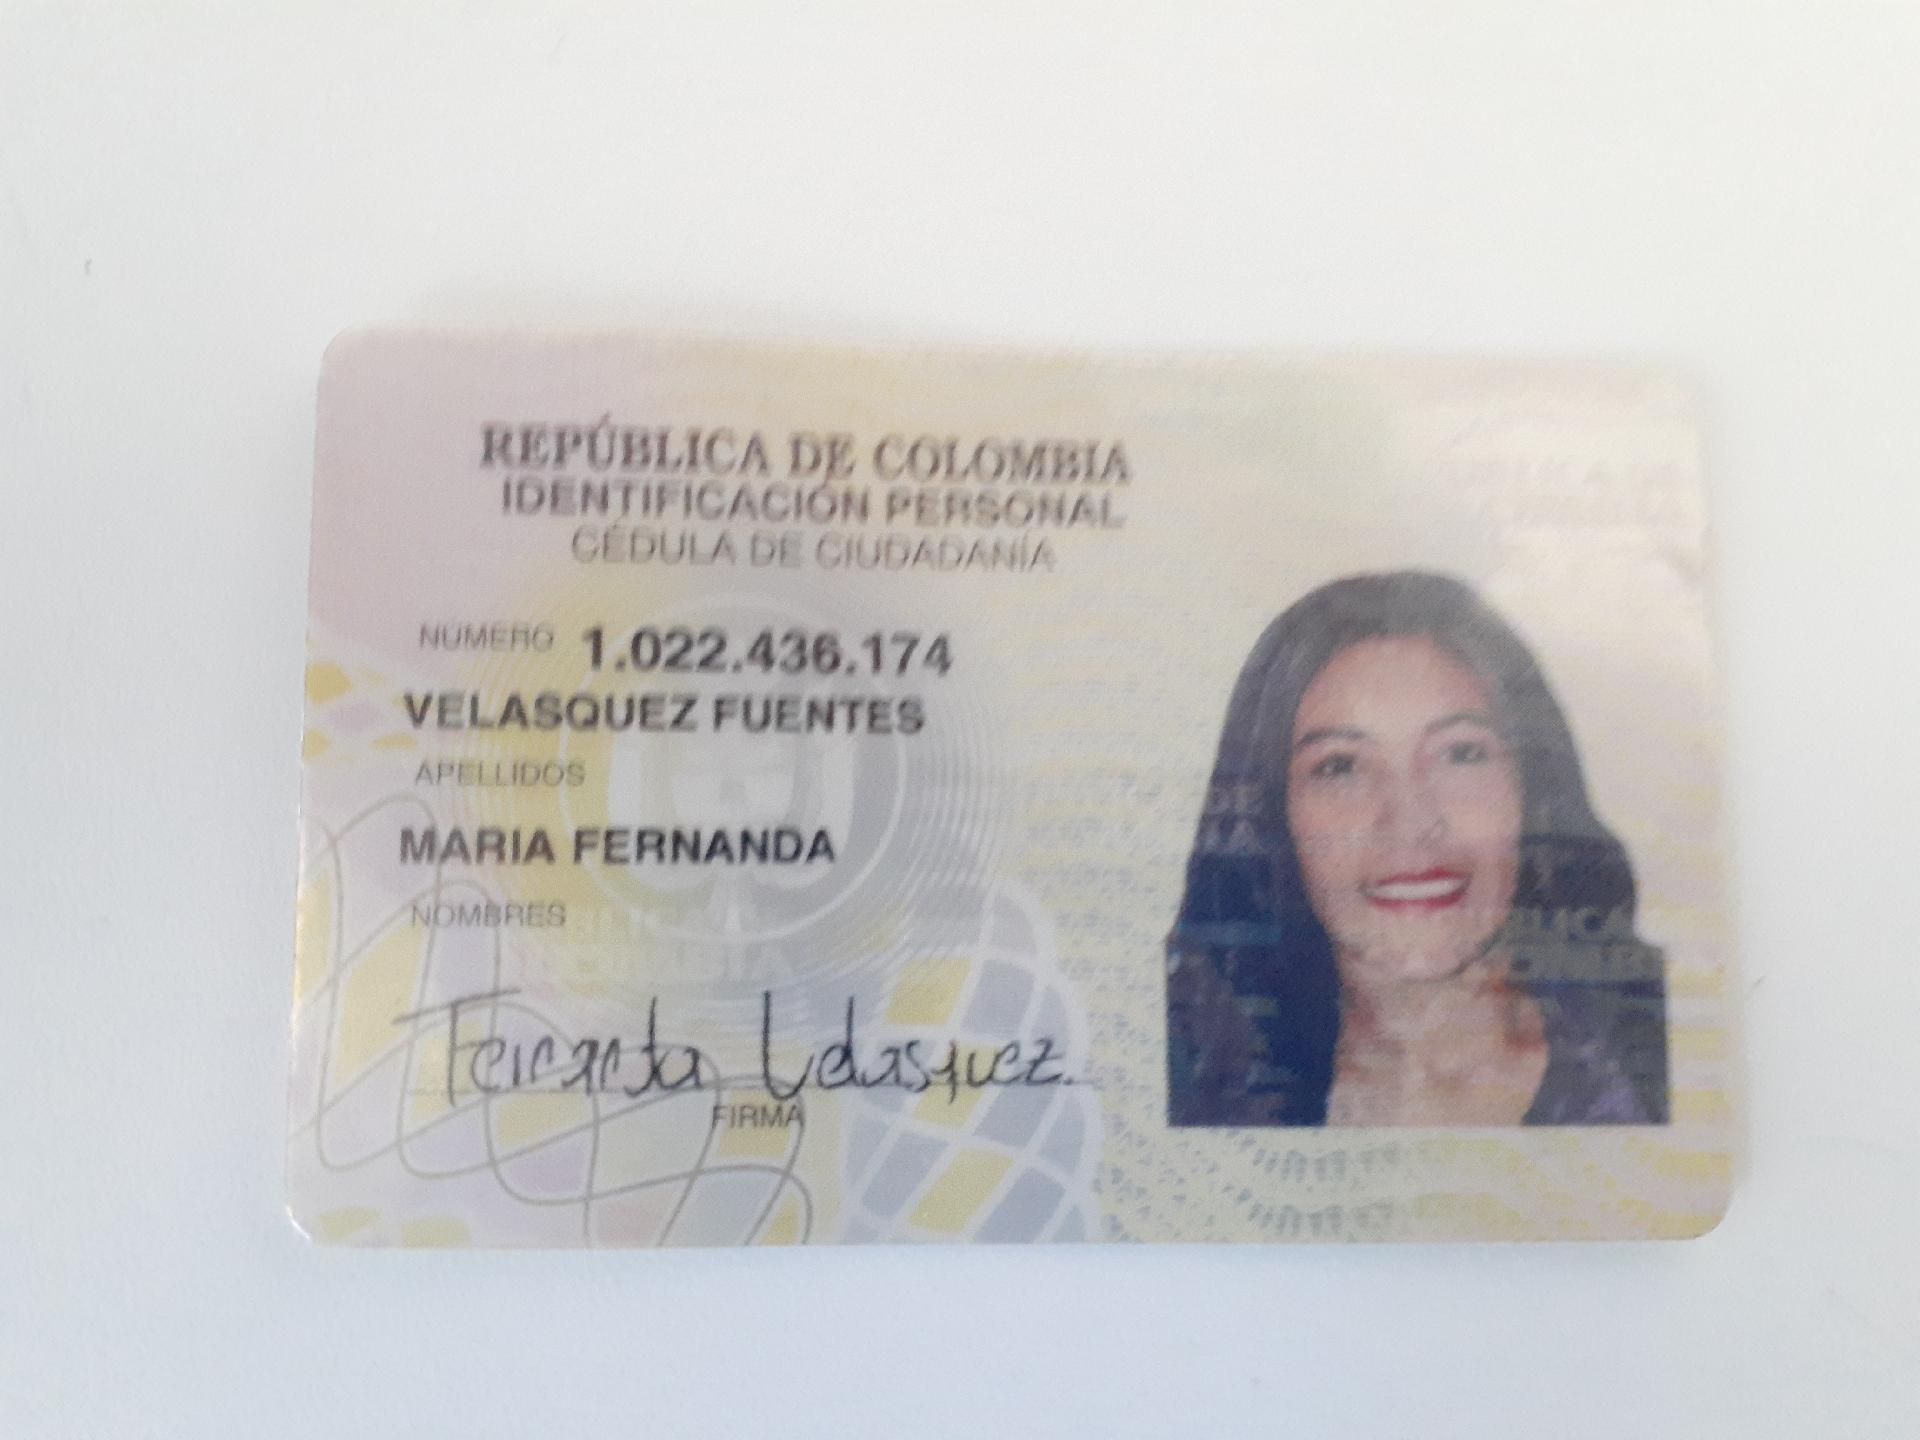 REPÚBLICA DE COLOMBIA
IDENTIFICACIÓN PERSONAL
CÉDULA DE CIUDADANÍA
NÚMERO 1.022.436.174
VELASQUEZ FUENTES
APELLIDOS
MARIA FERNANDA
NOMBRES
Fernanda Velasquez.
FIRMA